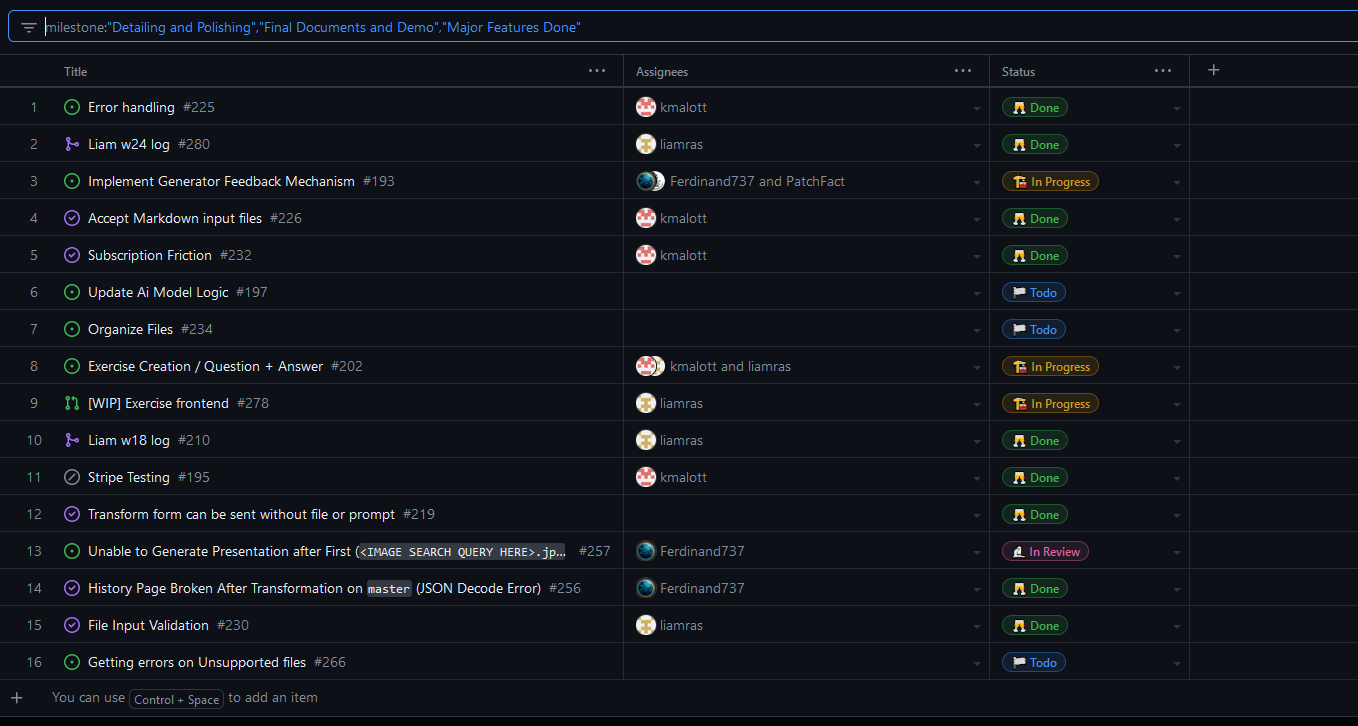 milestone:"Detailing and Polishing","Final Documents and Demo","Major Features Done"
Title ... Assignees ... Status ... +
1 Error handling #225 kmalott Done
2 Liam w24 log #280 liamras Done
3 Implement Generator Feedback Mechanism #193 Ferdinand737 and PatchFact In Progress
4 Accept Markdown input files #226 kmalott Done
5 Subscription Friction #232 kmalott Done
6 Update Ai Model Logic #197 Todo
7 Organize Files #234 Todo
8 Exercise Creation / Question + Answer #202 kmalott and liamras In Progress
9 [WIP] Exercise frontend #278 liamras In Progress
10 Liam w18 log #210 liamras Done
11 Stripe Testing #195 kmalott Done
12 Transform form can be sent without file or prompt #219 Done
13 Unable to Generate Presentation after First (<IMAGE SEARCH QUERY HERE>.jp… #257 Ferdinand737 In Review
14 History Page Broken After Transformation on master (JSON Decode Error) #256 Ferdinand737 Done
15 File Input Validation #230 liamras Done
16 Getting errors on Unsupported files #266 Todo
+ You can use Control + Space to add an item